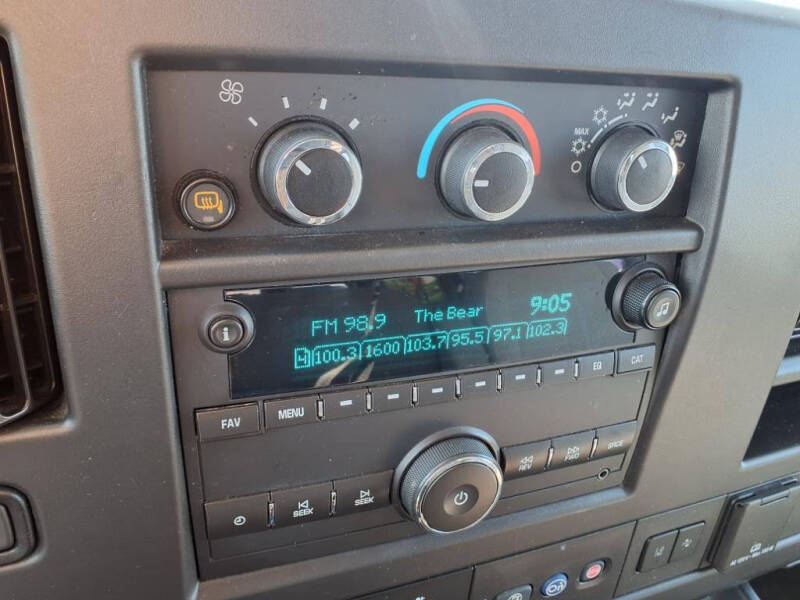 MAX
FM 98.9 The Bear 9:05
4 100.3 1600 103.7 95.5 97.1 102.3
i
FAV MENU EQ CAT
SEEK SEEK REV FWD